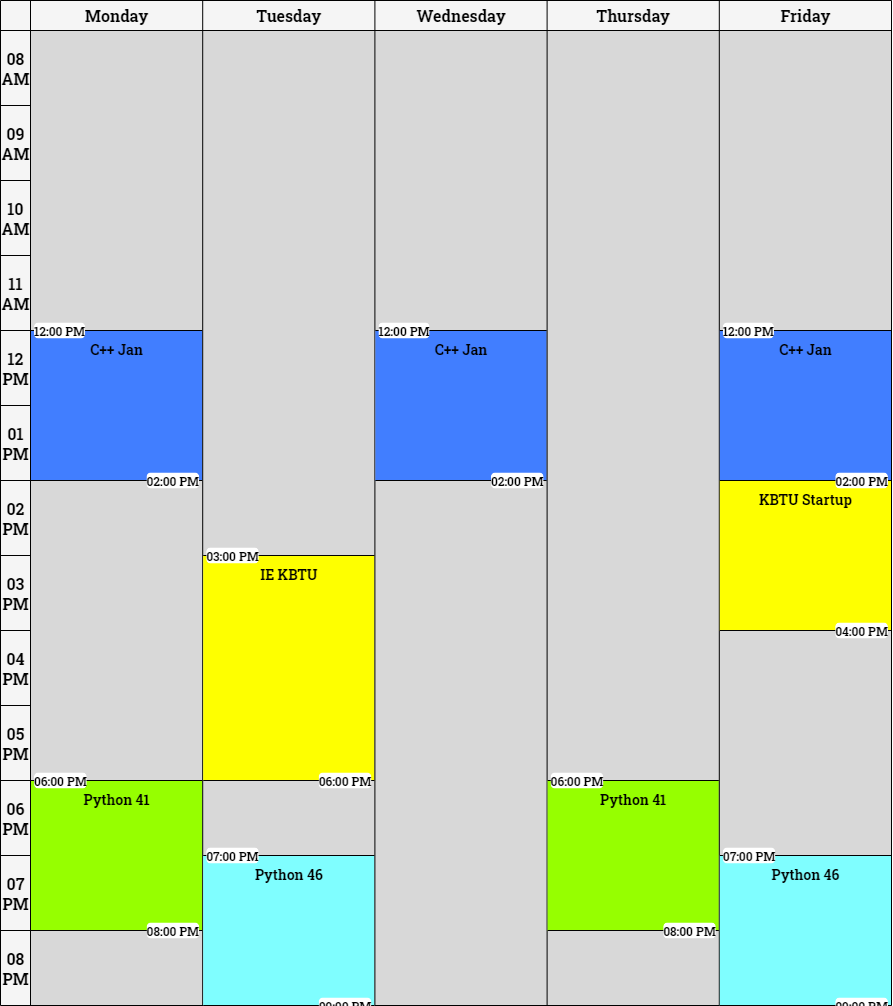 Monday Tuesday Wednesday Thursday Friday
08
AM
09
AM
10
AM
11
AM
12:00 PM 12:00 PM 12:00 PM
C++ Jan C++ Jan C++ Jan
12
PM
01
PM
02:00 PM 02:00 PM 02:00 PM
KBTU Startup
02
PM
03:00 PM
IE KBTU
03
PM
04:00 PM
04
PM
05
PM
06:00 PM 06:00 PM 06:00 PM
Python 41 Python 41
06
PM
07:00 PM 07:00 PM
Python 46 Python 46
07
PM
08:00 PM 08:00 PM
08
PM